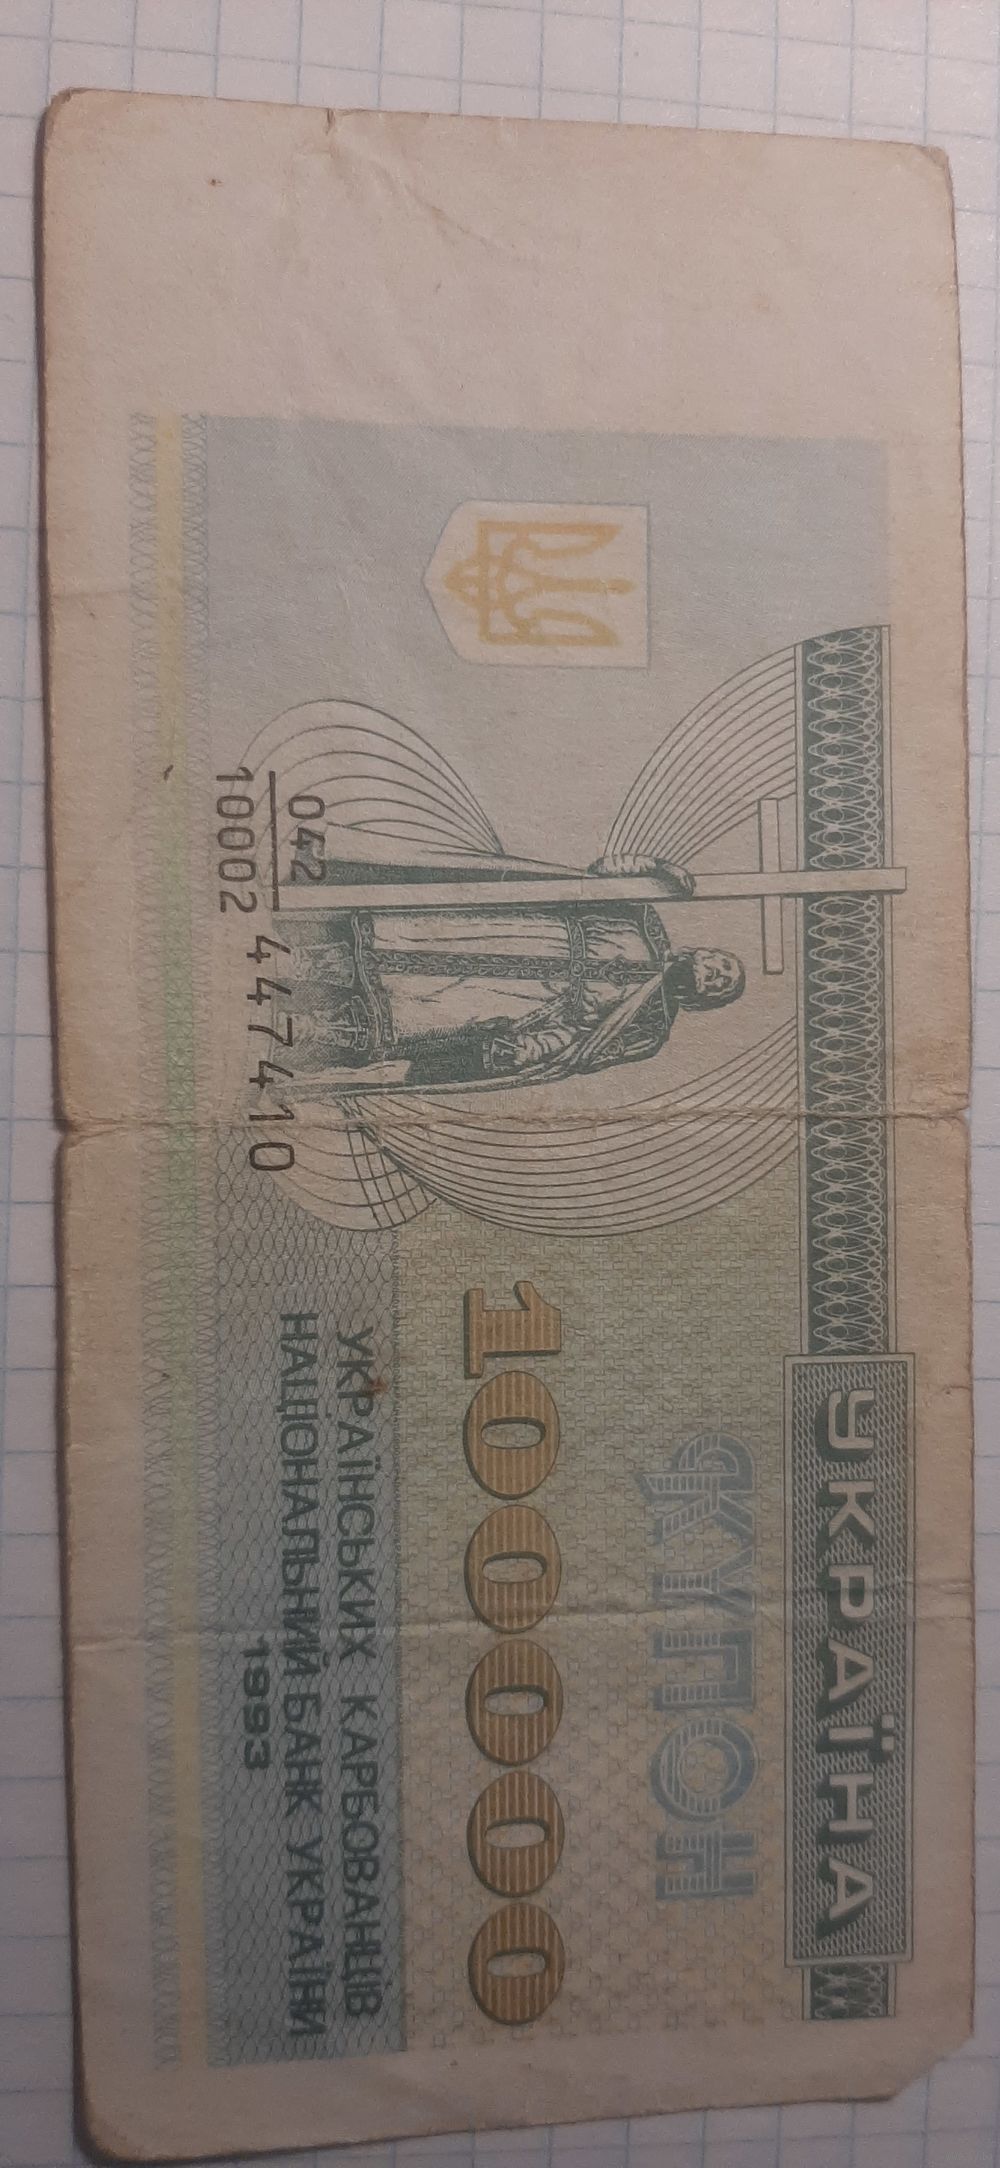 УКРАЇНА
КУПОН
100000
УКРАЇНСЬКИХ КАРБОВАНЦІВ
НАЦІОНАЛЬНИЙ БАНК УКРАЇНИ
1993
042
10002
447410